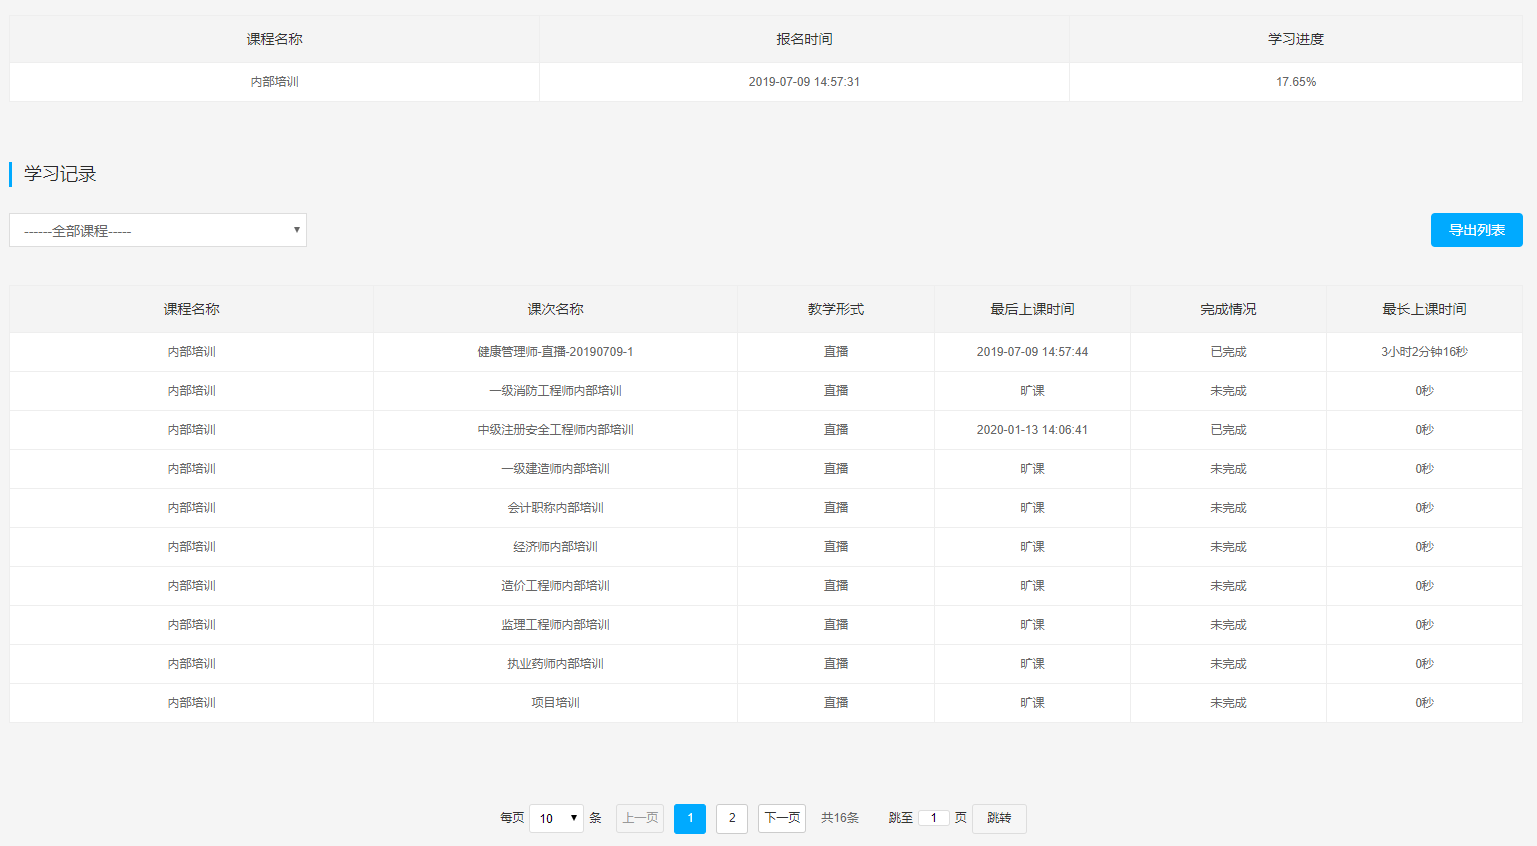 课程名称 报名时间 学习进度
内部培训 2019-07-09 14:57:31 17.65%
学习记录
------全部课程-----
导出列表
课程名称 课次名称 教学形式 最后上课时间 完成情况 最长上课时间
内部培训 健康管理师-直播-20190709-1 直播 2019-07-09 14:57:44 已完成 3小时2分钟16秒
内部培训 一级消防工程师内部培训 直播 旷课 未完成 0秒
内部培训 中级注册安全工程师内部培训 直播 2020-01-13 14:06:41 已完成 0秒
内部培训 一级建造师内部培训 直播 旷课 未完成 0秒
内部培训 会计职称内部培训 直播 旷课 未完成 0秒
内部培训 经济师内部培训 直播 旷课 未完成 0秒
内部培训 造价工程师内部培训 直播 旷课 未完成 0秒
内部培训 监理工程师内部培训 直播 旷课 未完成 0秒
内部培训 执业药师内部培训 直播 旷课 未完成 0秒
内部培训 项目培训 直播 旷课 未完成 0秒
每页 10 条 上一页 1 2 下一页 共16条 跳至 1 页 跳转